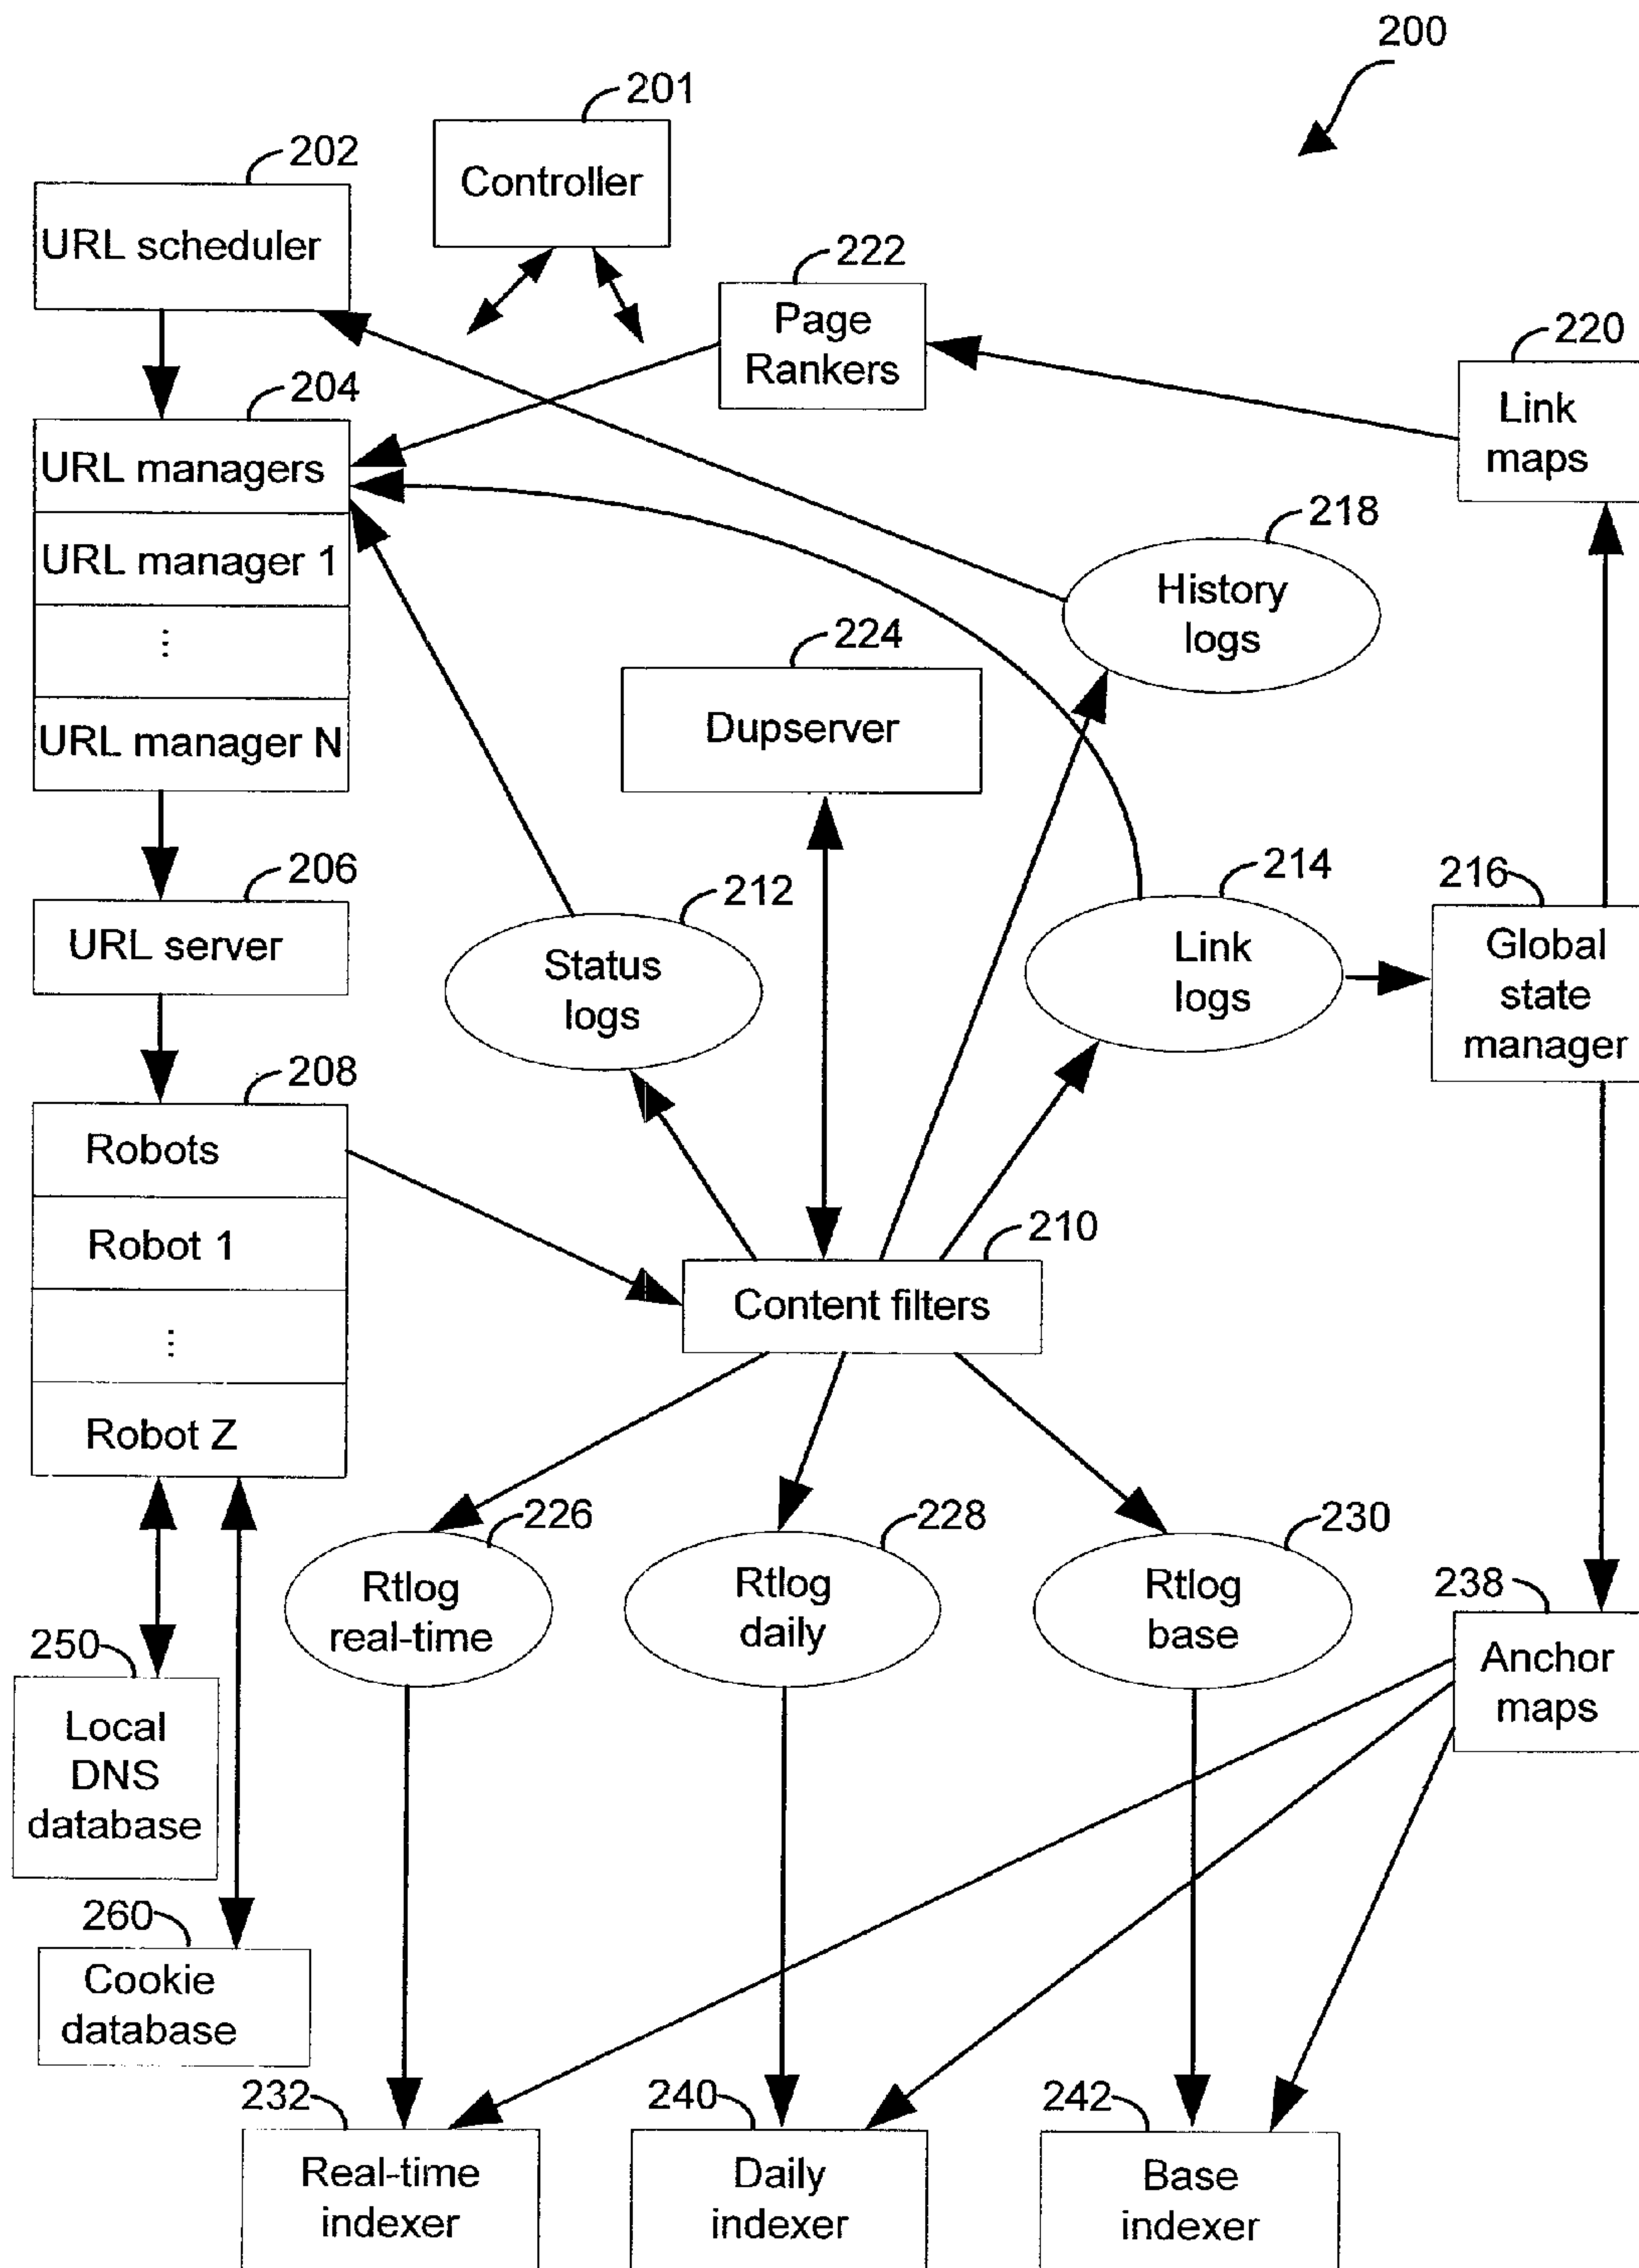 200
201
Controller
202
URL scheduler
222
Page
Rankers
220
Link
maps
204
URL managers
URL manager 1
...
URL manager N
218
History
logs
224
Dupserver
206
URL server
212
Status
logs
214
Link
logs
216
Global
state
manager
208
Robots
Robot 1
...
Robot Z
210
Content filters
226
Rtlog
real-time
228
Rtlog
daily
230
Rtlog
base
238
Anchor
maps
250
Local
DNS
database
260
Cookie
database
232
Real-time
indexer
240
Daily
indexer
242
Base
indexer